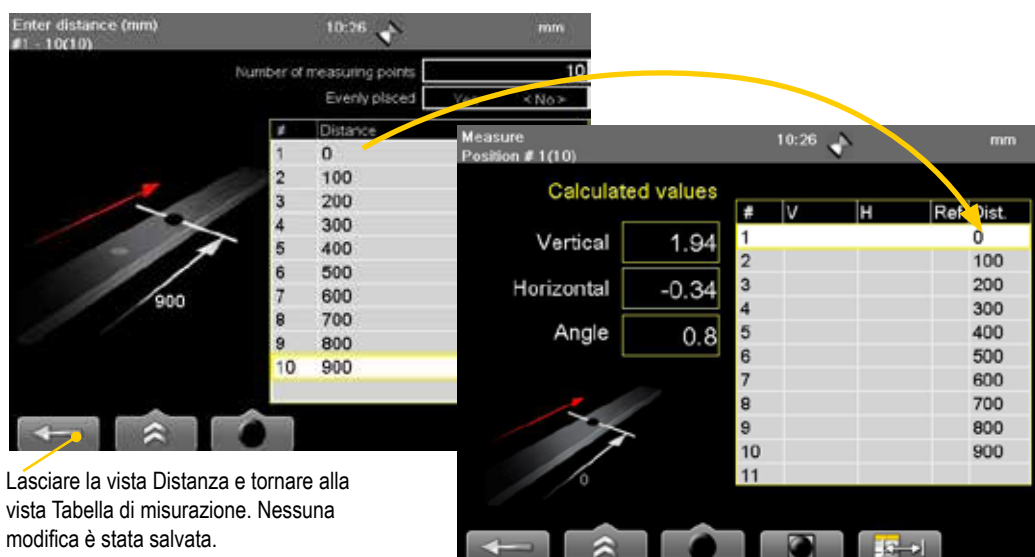 Enter distance (mm) 10:26 mm
#1 - 10(10)
Number of measuring points 10
Evenly placed Yes < No >
# Distance
1 0
2 100
3 200
4 300
5 400
6 500
7 600
8 700
9 800
10 900
900
Lasciare la vista Distanza e tornare alla
vista Tabella di misurazione. Nessuna
modifica è stata salvata.
Measure 10:26 mm
Position # 1(10)
Calculated values
Vertical 1.94
Horizontal -0.34
Angle 0.8
# V H Ref Dist.
1 0
2 100
3 200
4 300
5 400
6 500
7 600
8 700
9 800
10 900
11
0